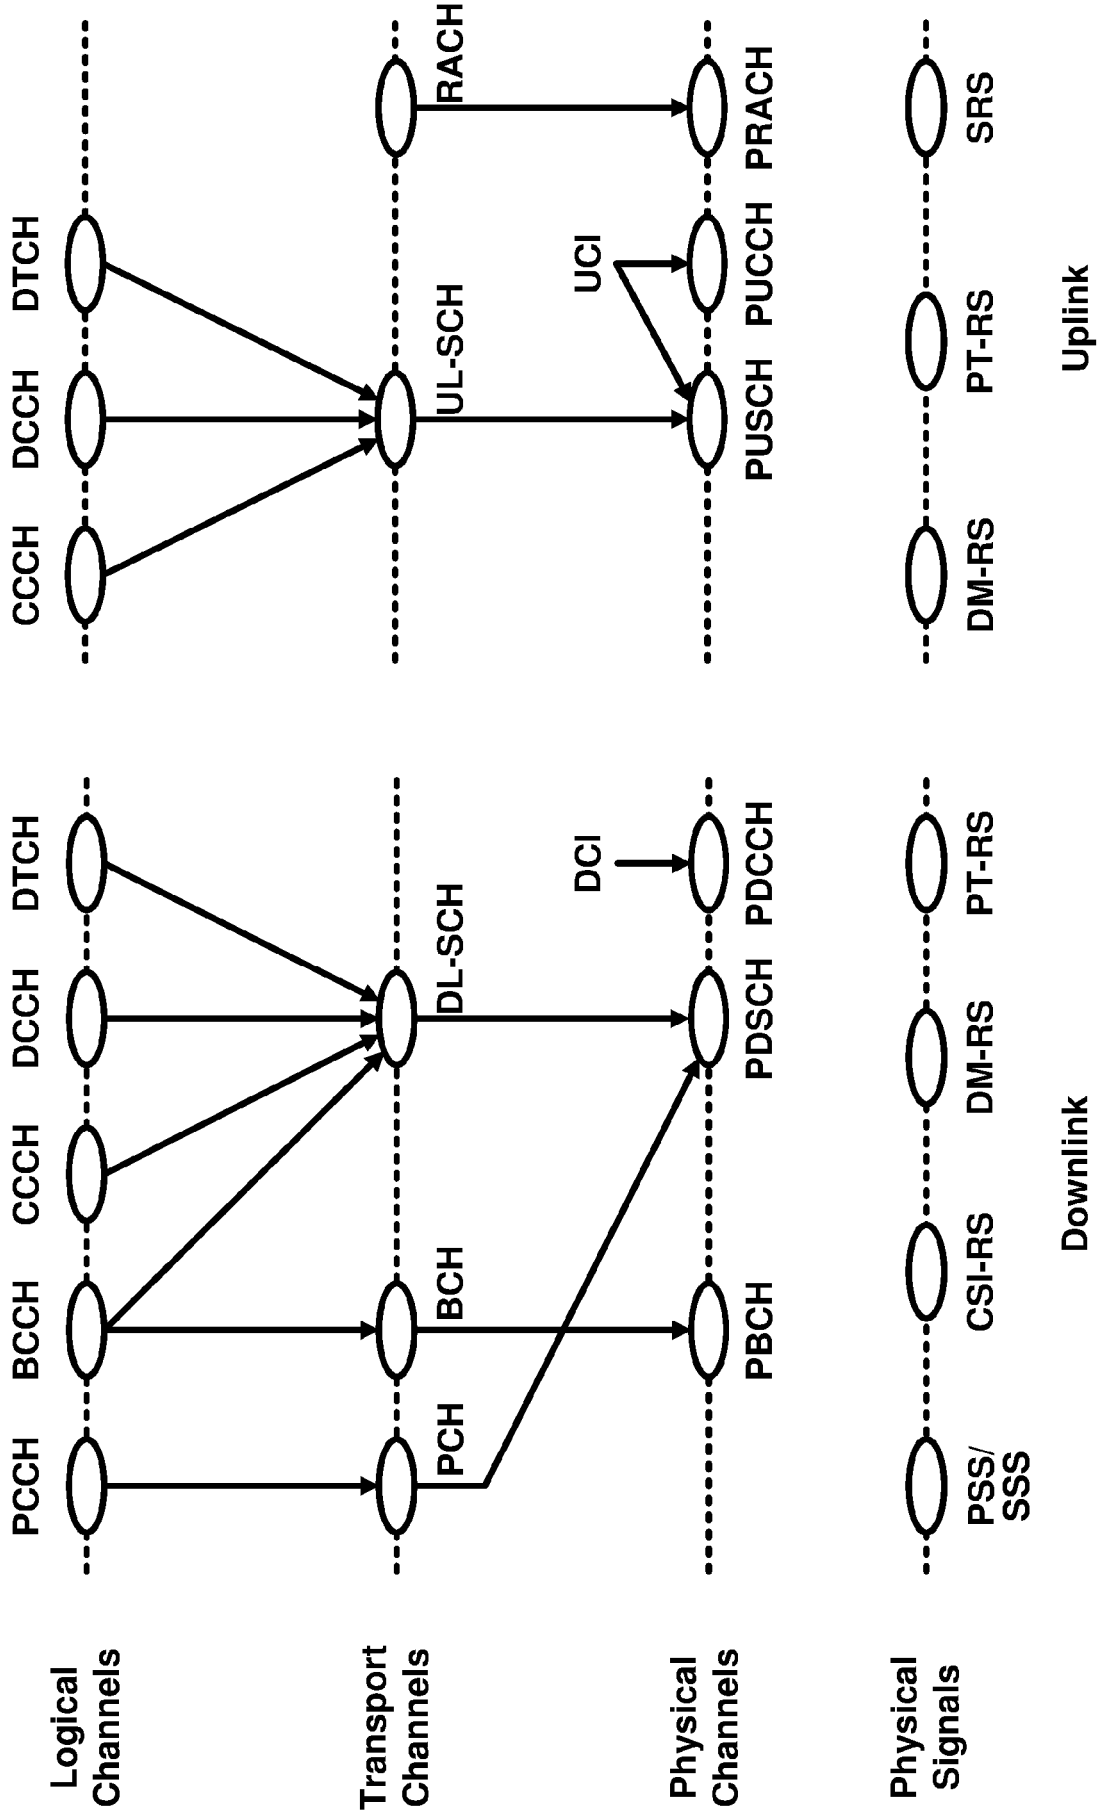 Logical
Channels
PCCH
BCCH
CCCH
DCCH
DTCH
CCCH
DCCH
DTCH
Transport
Channels
PCH
BCH
DL-SCH
UL-SCH
RACH
DCI
UCI
Physical
Channels
PBCH
PDSCH
PDCCH
PUSCH
PUCCH
PRACH
Physical
Signals
PSS/
SSS
CSI-RS
DM-RS
PT-RS
DM-RS
PT-RS
SRS
Downlink
Uplink